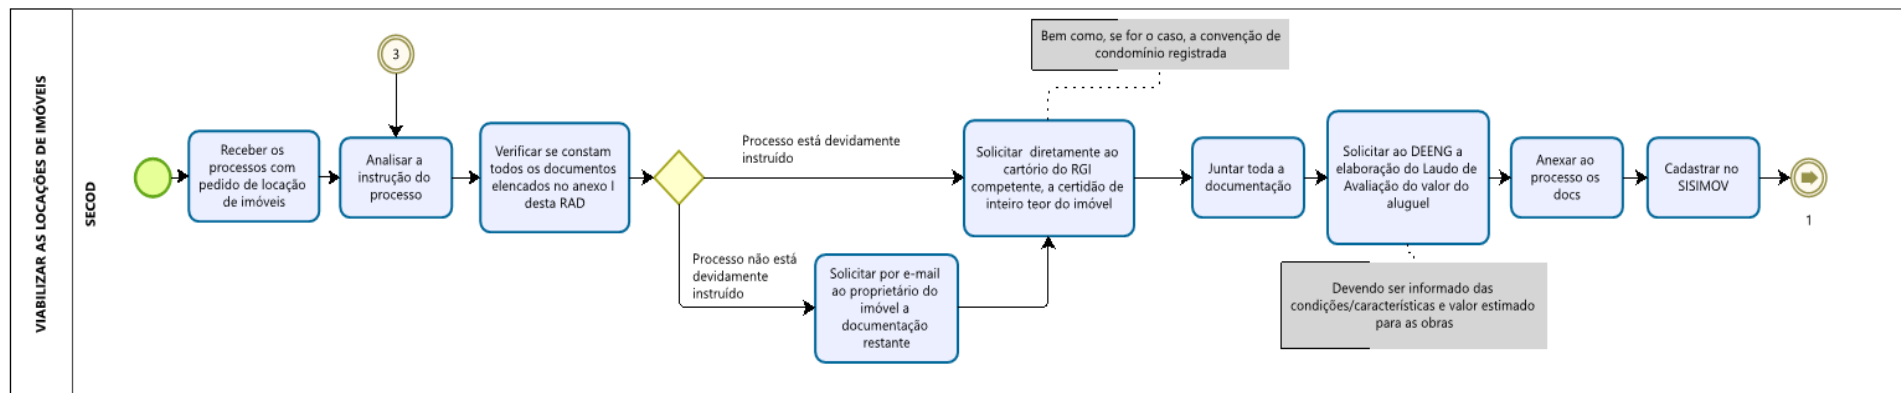 VIABILIZAR AS LOCAÇÕES DE IMÓVEIS
SECOD
Receber os
processos com
pedido de locação
de imóveis
3
Analisar a
instrução do
processo
Verificar se constam
todos os documentos
elencados no anexo I
desta RAD
Processo está devidamente
instruído
Processo não está
devidamente
instruído
Solicitar por e-mail
ao proprietário do
imóvel a
documentação
restante
Bem como, se for o caso, a convenção de
condomínio registrada
Solicitar diretamente ao
cartório do RGI
competente, a certidão de
inteiro teor do imóvel
Juntar toda a
documentação
Solicitar ao DEENG a
elaboração do Laudo de
Avaliação do valor do
aluguel
Devendo ser informado das
condições/características e valor estimado
para as obras
Anexar ao
processo os
docs
Cadastrar no
SISIMOV
1